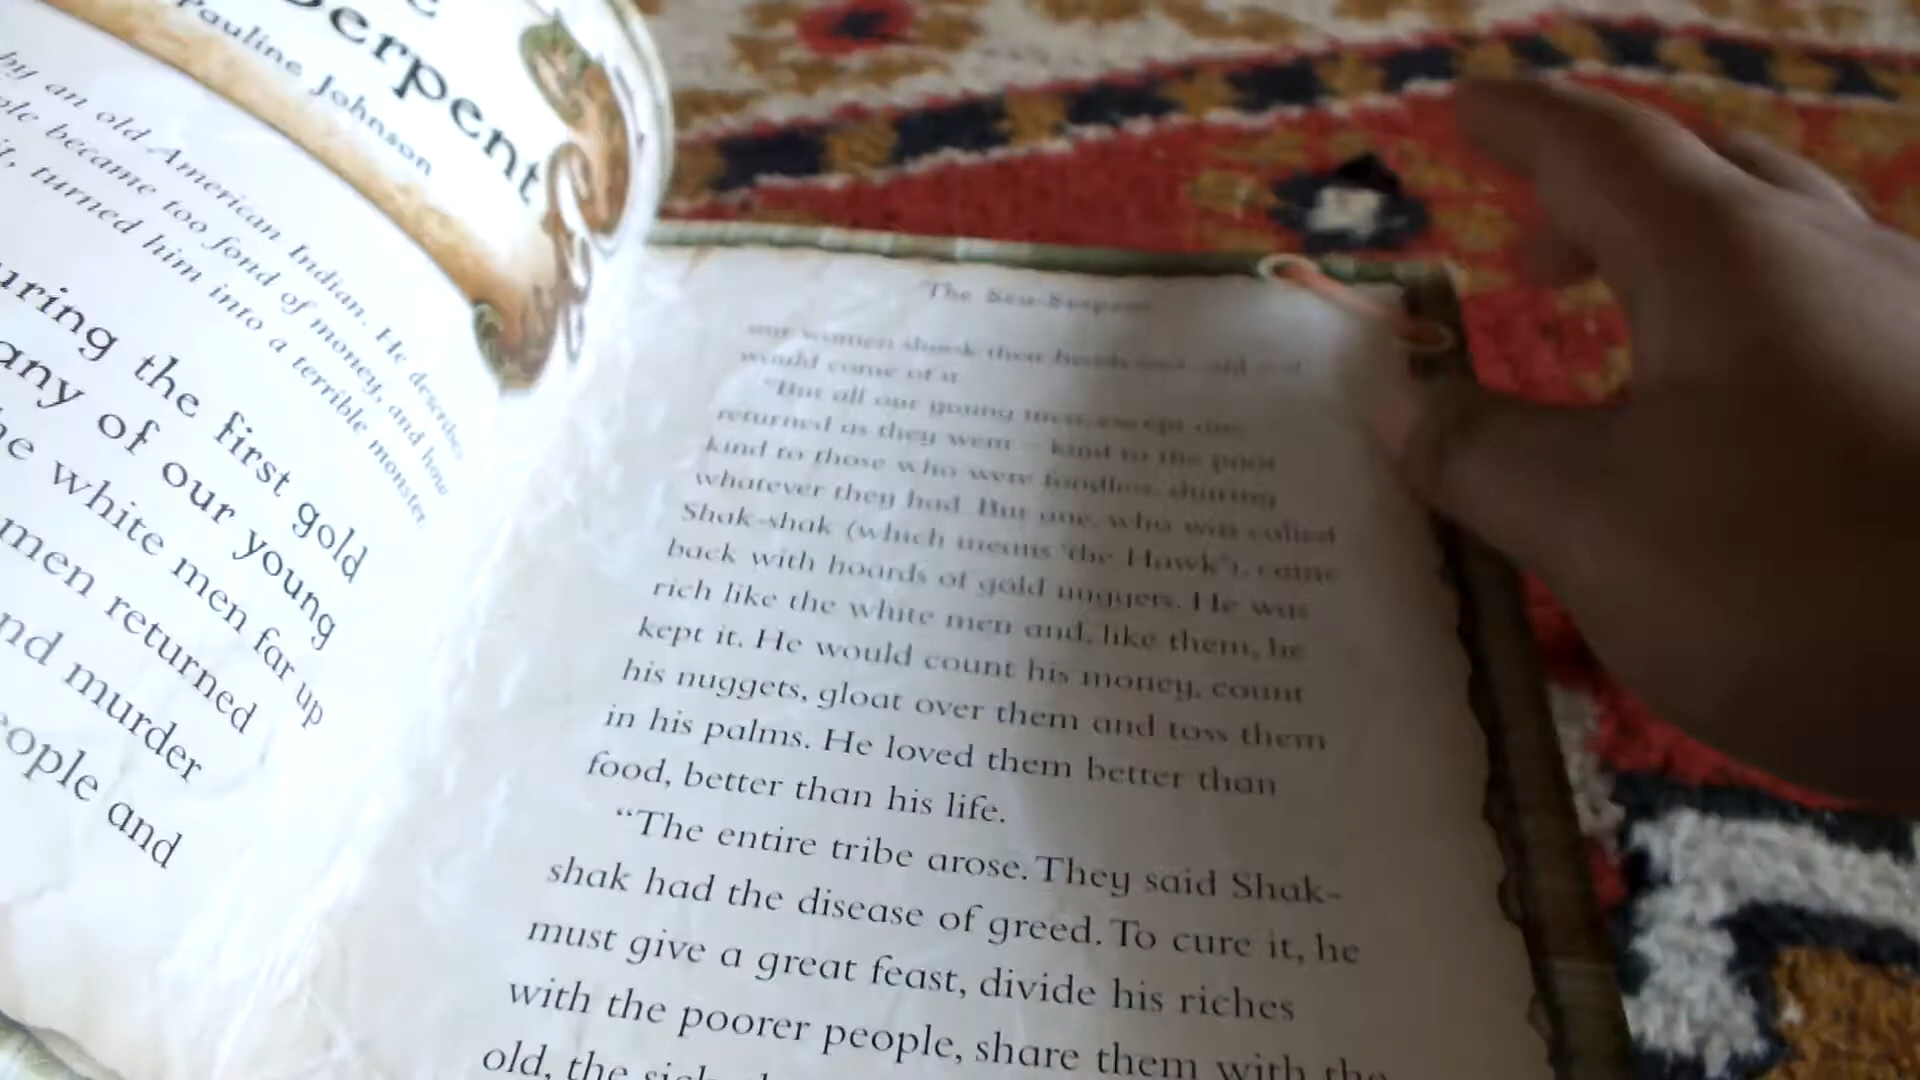 Serpent
Pauline Johnson
by an old American Indian. He describes
became too fond of money, and how
it, turned him into a terrible monster.
uring the first gold
any of our young
he white men far up
men returned
nd murder
eople and
The Sea-Serpent
would come of it
"But all our young men, except one
returned as they went – kind to the poor
kind to those who were foodless, sharing
whatever they had. But one, who was called
Shak-shak (which means 'the Hawk'), came
back with hoards of gold nuggets. He was
rich like the white men and, like them, he
kept it. He would count his money, count
his nuggets, gloat over them and toss them
in his palms. He loved them better than
food, better than his life.
"The entire tribe arose. They said Shak-
shak had the disease of greed. To cure it, he
must give a great feast, divide his riches
with the poorer people, share them with the
old, the